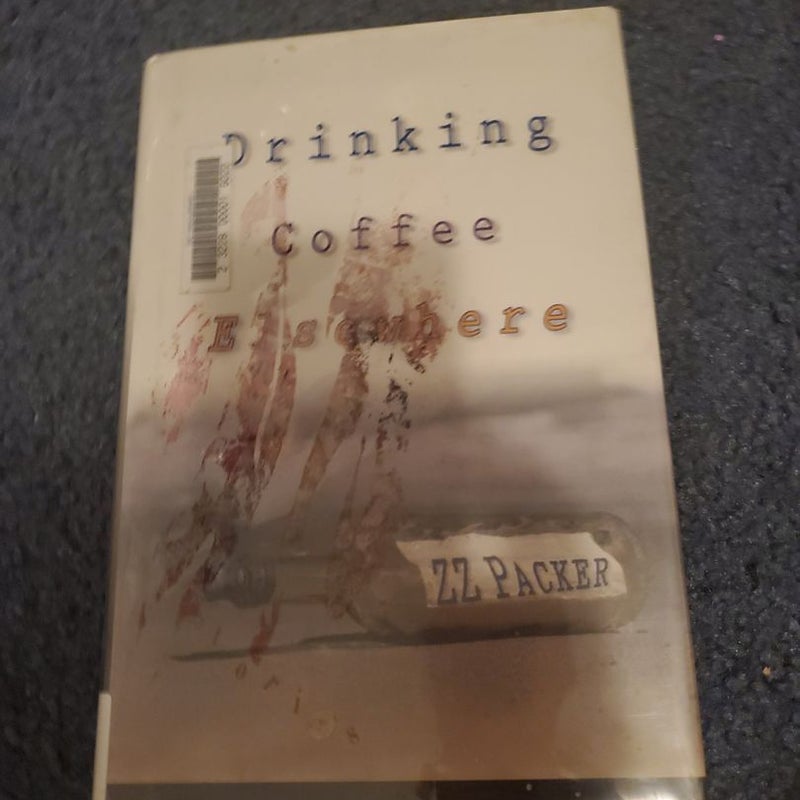 Drinking
Coffee
Elsewhere
ZZ PACKER